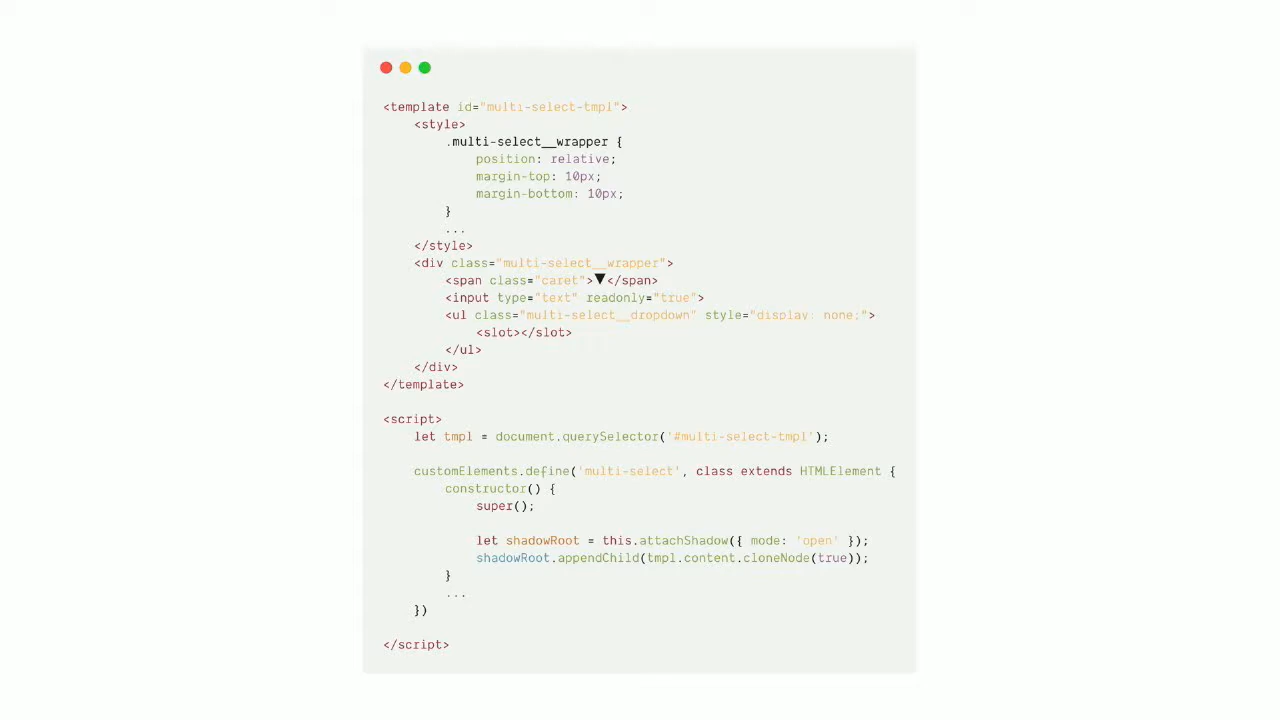 <template id="multi-select-tmpl">
<style>
.multi-select__wrapper {
position: relative;
margin-top: 10px;
margin-bottom: 10px;
}
...
</style>
<div class="multi-select__wrapper">
<span class="caret">▼</span>
<input type="text" readonly="true">
<ul class="multi-select__dropdown" style="display: none;">
<slot></slot>
</ul>
</div>
</template>
<script>
let tmpl = document.querySelector('#multi-select-tmpl');
customElements.define('multi-select', class extends HTMLElement {
constructor() {
super();
let shadowRoot = this.attachShadow({ mode: 'open' });
shadowRoot.appendChild(tmpl.content.cloneNode(true));
}
...
})
</script>